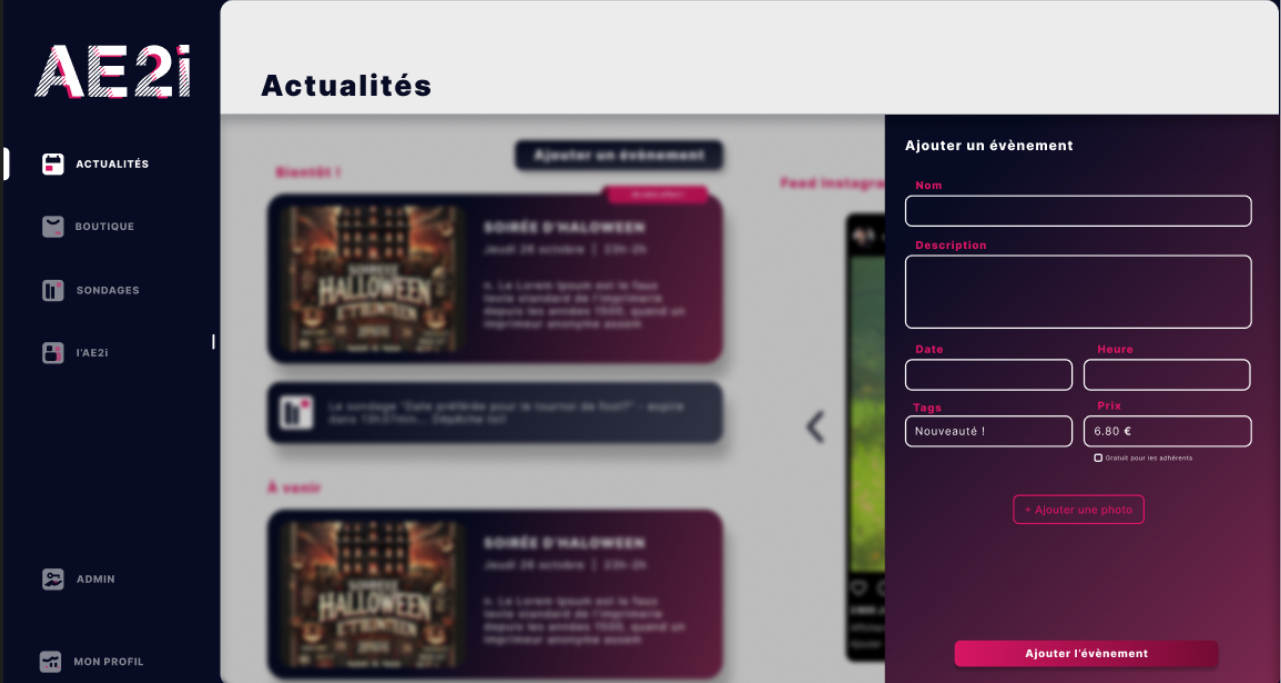 AE2i
Actualités
ACTUALITÉS
BOUTIQUE
SONDAGES
l'AE2i
ADMIN
MON PROFIL
Ajouter un évènement
Bientôt !
Feed Instagra
SOIRÉE D'HALOWEEN
Jeudi 26 octobre | 23h-2h
n. Le Lorem Ipsum est le faux
texte standard de l'imprimerie
depuis les années 1500, quand un
imprimeur anonyme assem
Le sondage "Date préférée pour le tournoi de foot?" - expire
dans 13H37min... Dépêche toi!
À venir
SOIRÉE D'HALOWEEN
Jeudi 26 octobre | 23h-2h
n. Le Lorem Ipsum est le faux
texte standard de l'imprimerie
depuis les années 1500, quand un
imprimeur anonyme assem
Ajouter un évènement
Nom
Description
Date
Heure
Tags
Prix
Nouveauté !
6.80 €
Gratuit pour les adhérents
+ Ajouter une photo
Ajouter l'évènement